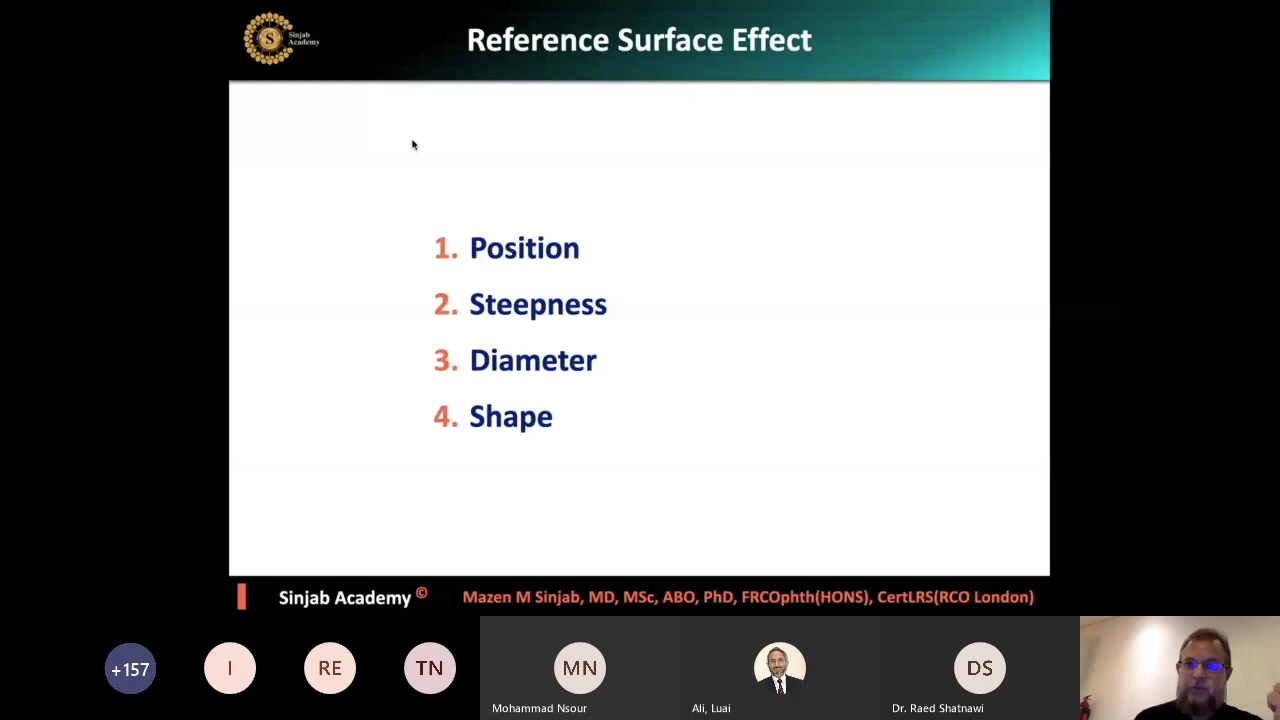 Sinjab
Academy
Reference Surface Effect
1. Position
2. Steepness
3. Diameter
4. Shape
Sinjab Academy ©
Mazen M Sinjab, MD, MSc, ABO, PhD, FRCOphth(HONS), CertLRS(RCO London)
+157
I
RE
TN
MN
Mohammad Nsour
Ali, Luai
DS
Dr. Raed Shatnawi